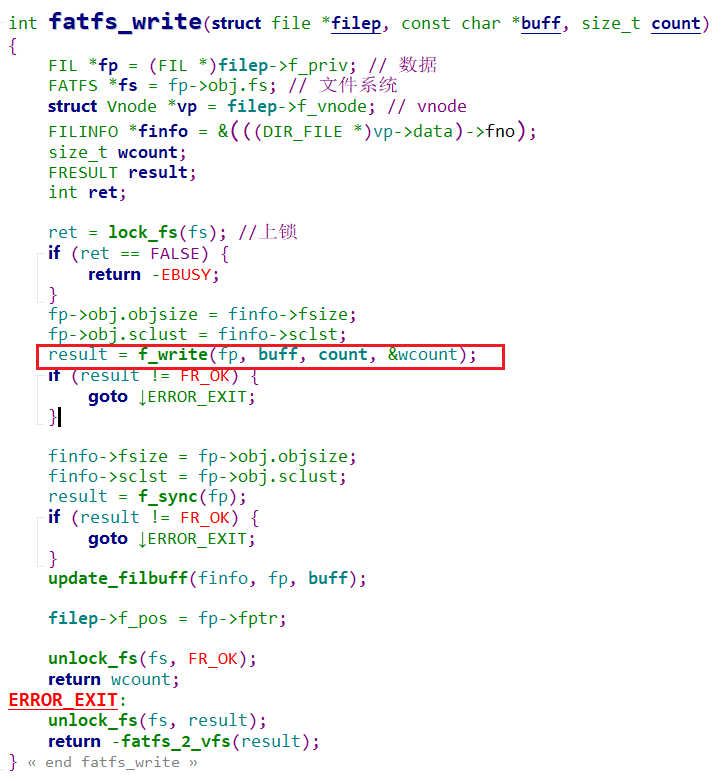 int fatfs_write(struct file *filep, const char *buff, size_t count)
{
FIL *fp = (FIL *)filep->f_priv; // 数据
FATFS *fs = fp->obj.fs; // 文件系统
struct Vnode *vp = filep->f_vnode; // vnode
FILINFO *finfo = &(((DIR_FILE *)vp->data)->fno);
size_t wcount;
FRESULT result;
int ret;
ret = lock_fs(fs); //上锁
if (ret == FALSE) {
return -EBUSY;
}
fp->obj.objsize = finfo->fsize;
fp->obj.sclust = finfo->sclst;
result = f_write(fp, buff, count, &wcount);
if (result != FR_OK) {
goto ↓ERROR_EXIT;
}
finfo->fsize = fp->obj.objsize;
finfo->sclst = fp->obj.sclust;
result = f_sync(fp);
if (result != FR_OK) {
goto ↓ERROR_EXIT;
}
update_filbuff(finfo, fp, buff);
filep->f_pos = fp->fptr;
unlock_fs(fs, FR_OK);
return wcount;
ERROR_EXIT:
unlock_fs(fs, result);
return -fatfs_2_vfs(result);
} « end fatfs_write »